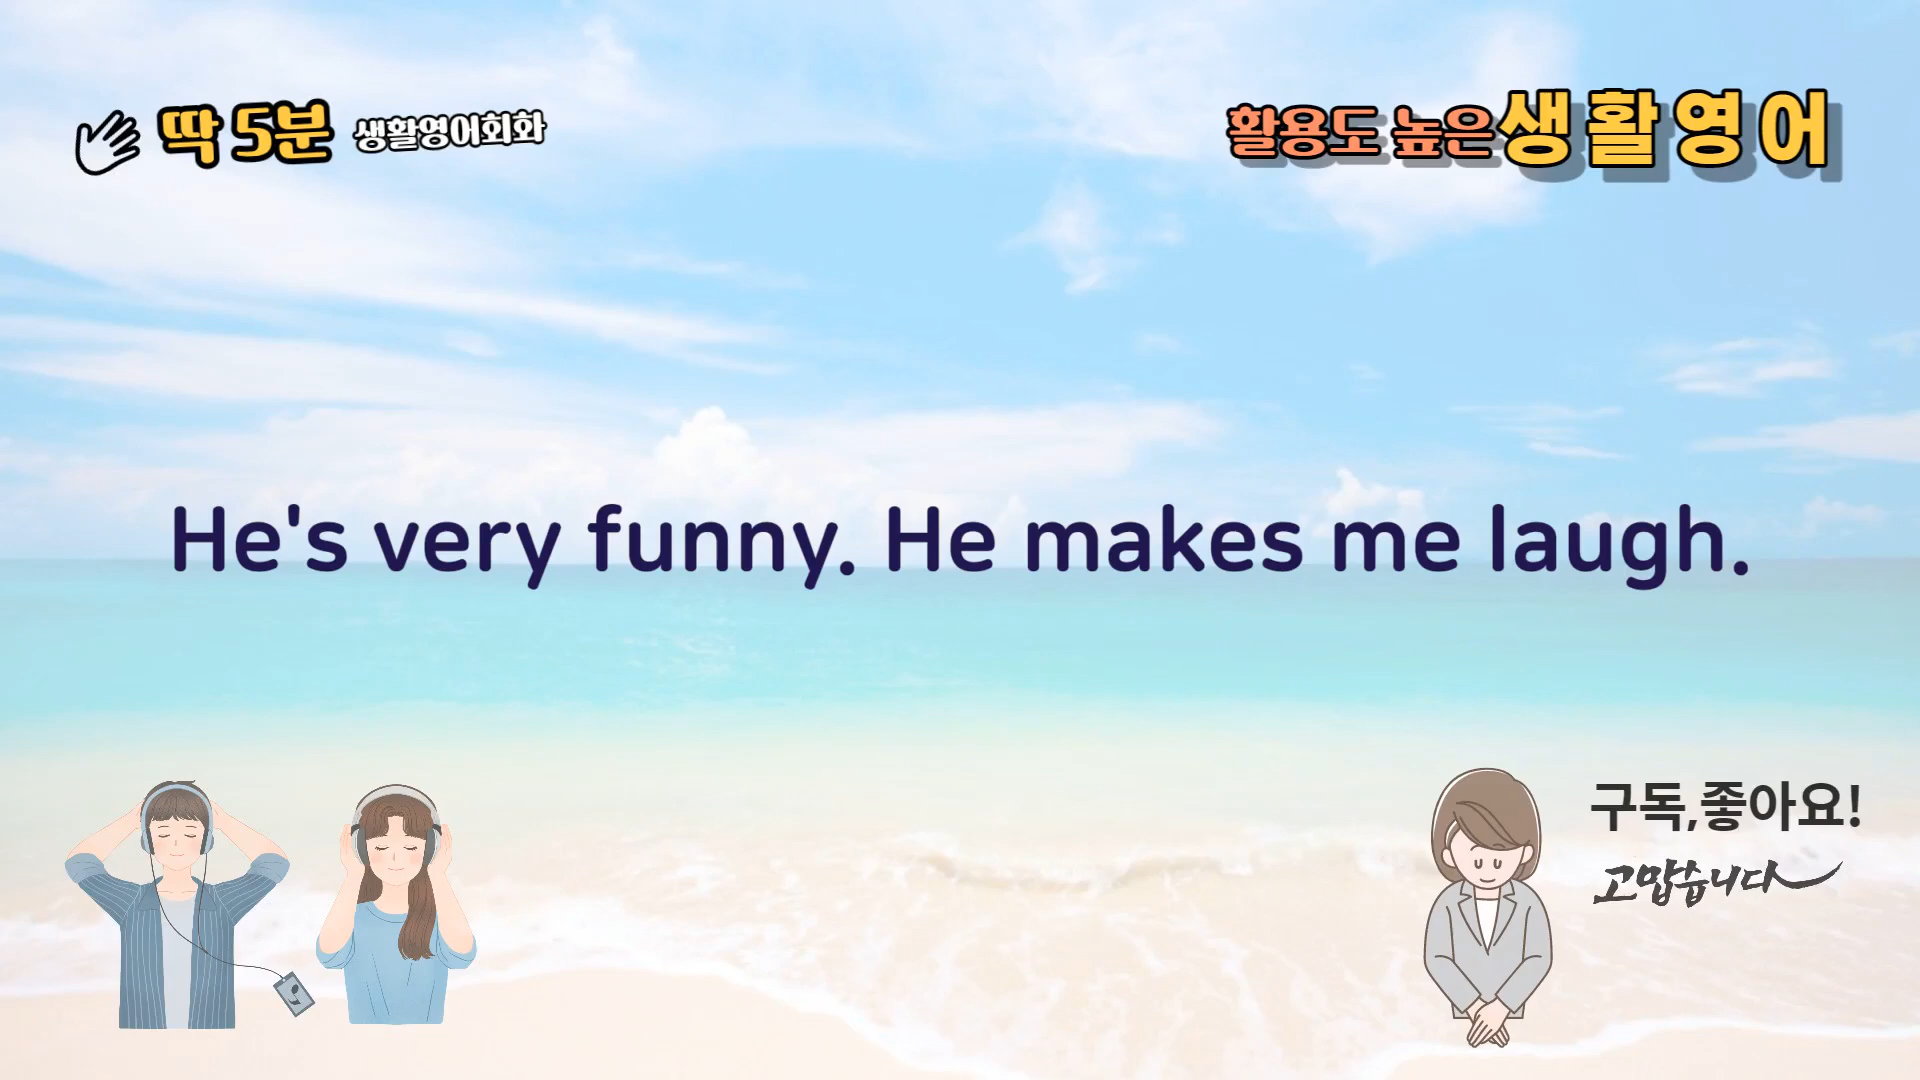 딱 5분 생활영어회화
활용도 높은 생활영어
He's very funny. He makes me laugh.
구독,좋아요!
고맙습니다